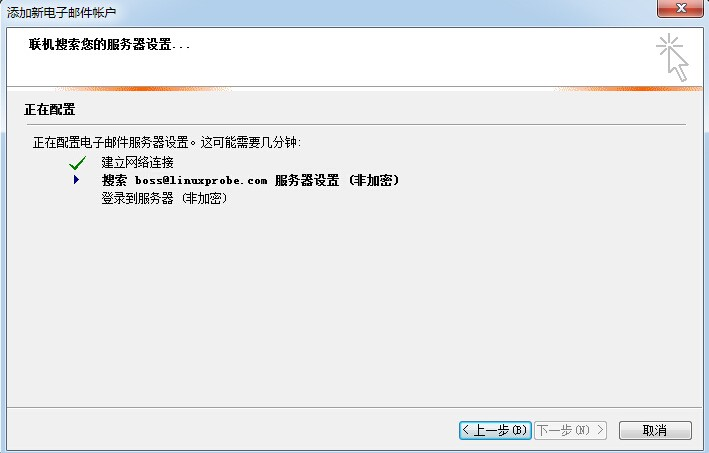 添加新电子邮件帐户
联机搜索您的服务器设置...
正在配置
正在配置电子邮件服务器设置。这可能需要几分钟:
建立网络连接
搜索 boss@linuxprobe.com 服务器设置 (非加密)
登录到服务器 (非加密)
< 上一步(B) 下一步(N) > 取消